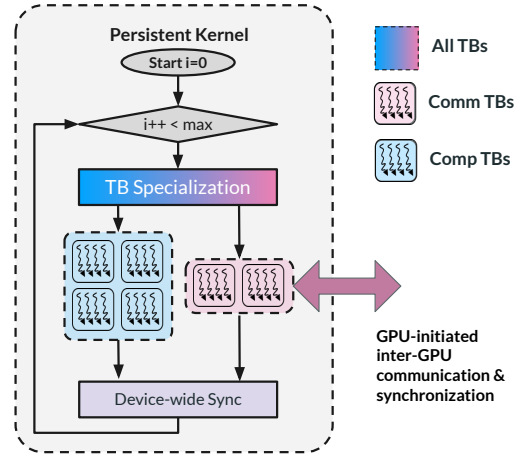 Persistent Kernel
Start i=0
i++ < max
TB Specialization
Device-wide Sync
All TBs
Comm TBs
Comp TBs
GPU-initiated
inter-GPU
communication &
synchronization